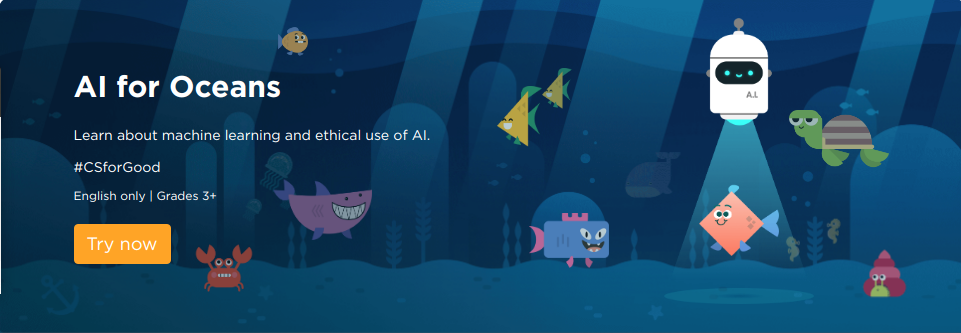 AI for Oceans
Learn about machine learning and ethical use of AI.
#CSforGood
English only | Grades 3+
Try now
A.I.